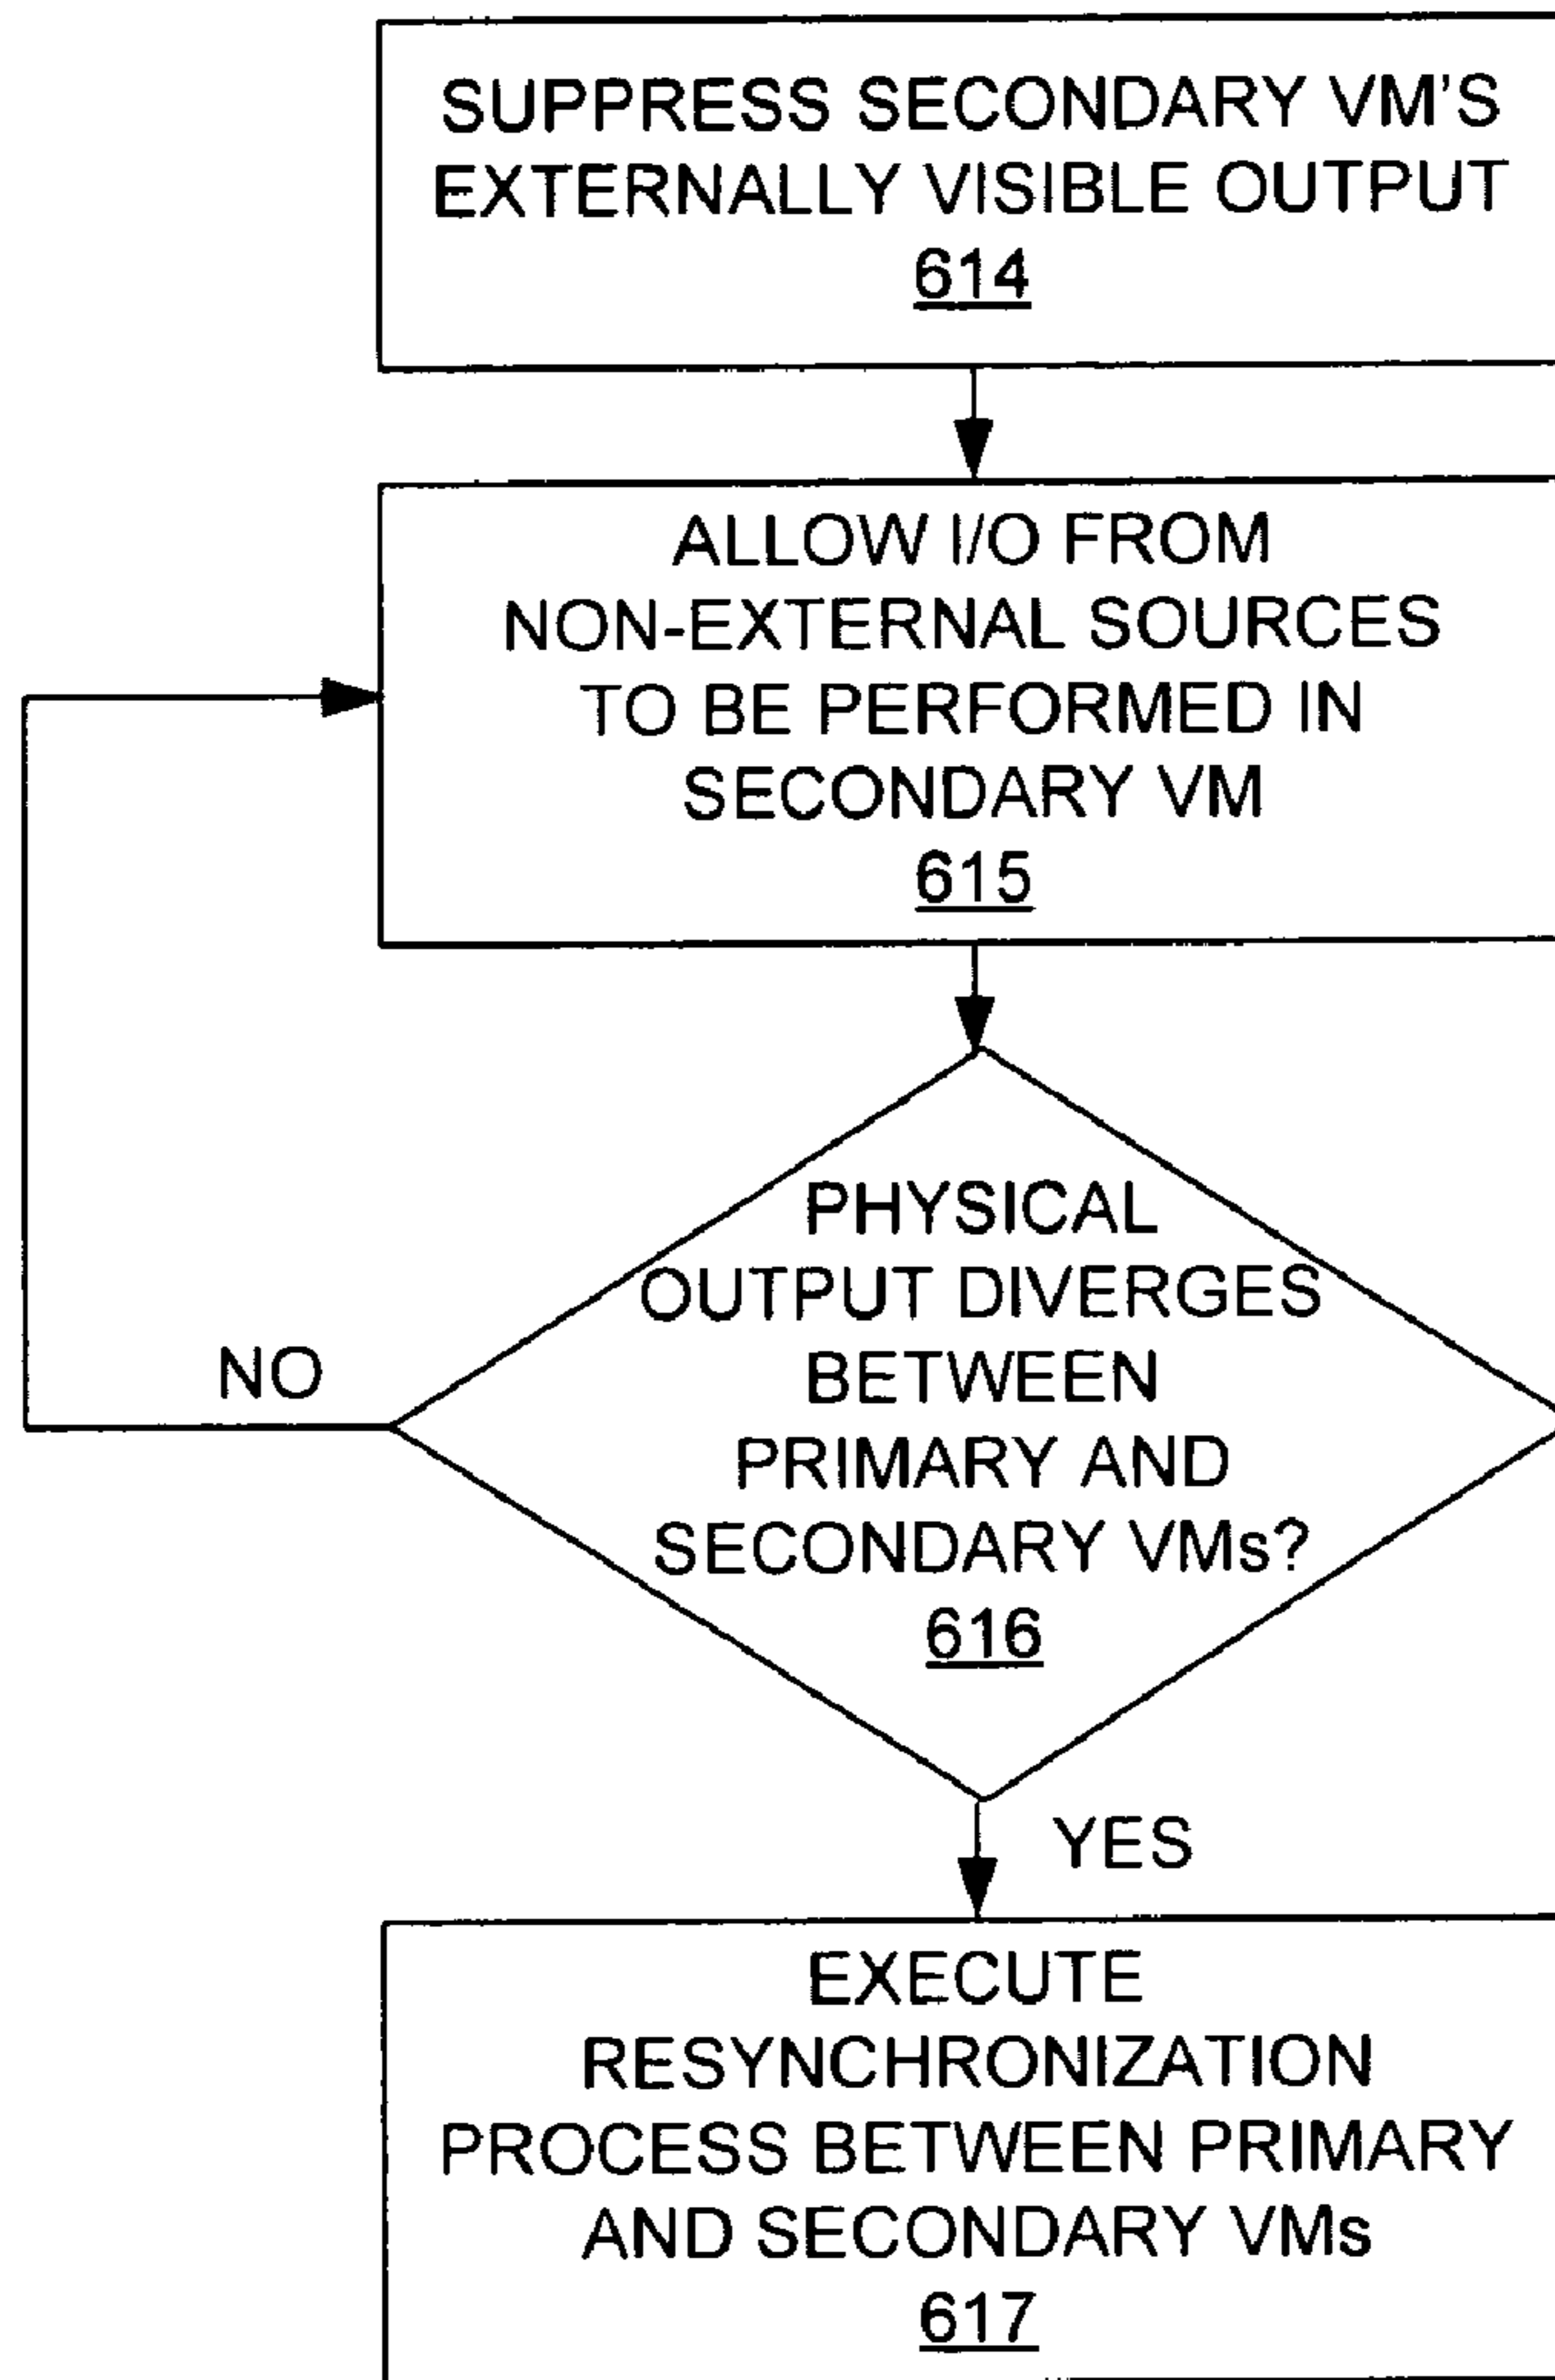 SUPPRESS SECONDARY VM'S
EXTERNALLY VISIBLE OUTPUT
614
ALLOW I/O FROM
NON-EXTERNAL SOURCES
TO BE PERFORMED IN
SECONDARY VM
615
PHYSICAL
OUTPUT DIVERGES
BETWEEN
PRIMARY AND
SECONDARY VMs?
616
NO
YES
EXECUTE
RESYNCHRONIZATION
PROCESS BETWEEN PRIMARY
AND SECONDARY VMs
617